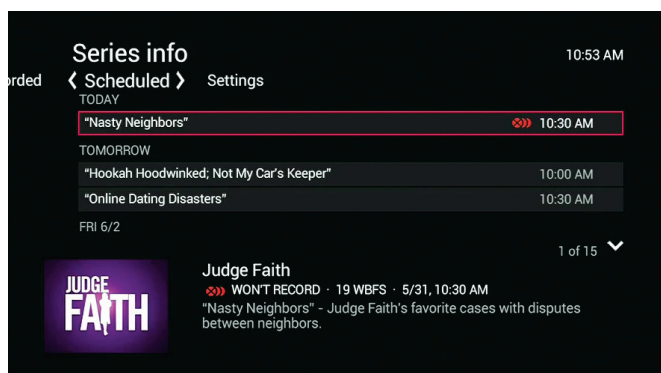 Series info
10:53 AM
orded ❮ Scheduled ❯ Settings
TODAY
“Nasty Neighbors” 10:30 AM
TOMORROW
“Hookah Hoodwinked; Not My Car's Keeper” 10:00 AM
“Online Dating Disasters” 10:30 AM
FRI 6/2
1 of 15
JUDGE
FAITH
Judge Faith
WON'T RECORD · 19 WBFS · 5/31, 10:30 AM
“Nasty Neighbors” - Judge Faith's favorite cases with disputes
between neighbors.